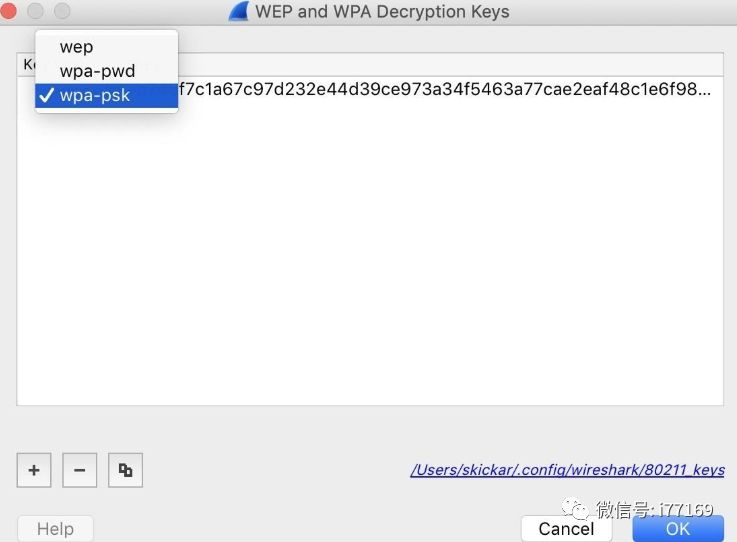 WEP and WPA Decryption Keys
wep
wpa-pwd
✓ wpa-psk
f7c1a67c97d232e44d39ce973a34f5463a77cae2eaf48c1e6f98...
+ −
/Users/skickar/.config/wireshark/80211_keys
微信号: i77169
Help
Cancel
OK